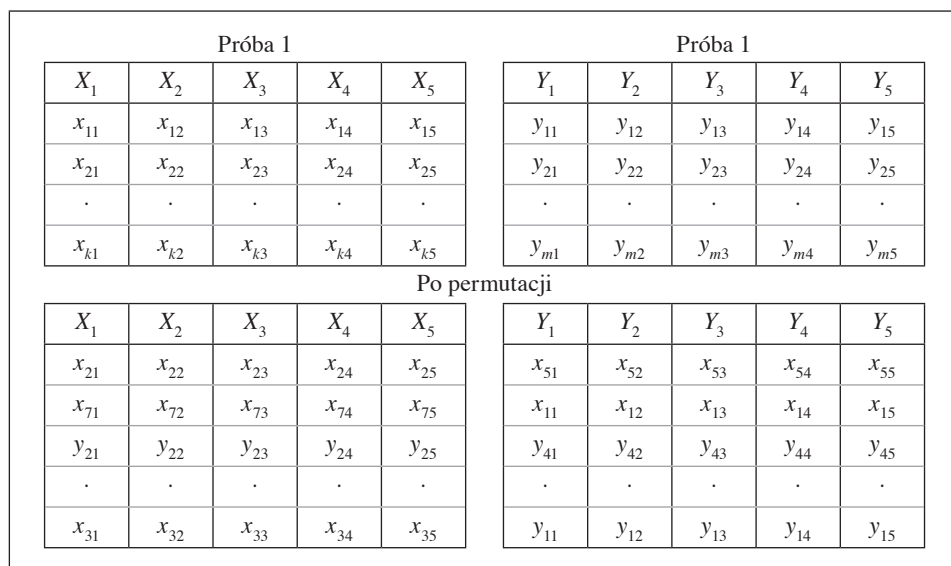 Próba 1 Próba 1
X₁ X₂ X₃ X₄ X₅ Y₁ Y₂ Y₃ Y₄ Y₅
x₁₁ x₁₂ x₁₃ x₁₄ x₁₅ y₁₁ y₁₂ y₁₃ y₁₄ y₁₅
x₂₁ x₂₂ x₂₃ x₂₄ x₂₅ y₂₁ y₂₂ y₂₃ y₂₄ y₂₅
. . . . . . . . . .
xₖ₁ xₖ₂ xₖ₃ xₖ₄ xₖ₅ yₘ₁ yₘ₂ yₘ₃ yₘ₄ yₘ₅
Po permutacji
X₁ X₂ X₃ X₄ X₅ Y₁ Y₂ Y₃ Y₄ Y₅
x₂₁ x₂₂ x₂₃ x₂₄ x₂₅ x₅₁ x₅₂ x₅₃ x₅₄ x₅₅
x₇₁ x₇₂ x₇₃ x₇₄ x₇₅ x₁₁ x₁₂ x₁₃ x₁₄ x₁₅
y₂₁ y₂₂ y₂₃ y₂₄ y₂₅ y₄₁ y₄₂ y₄₃ y₄₄ y₄₅
. . . . . . . . . .
x₃₁ x₃₂ x₃₃ x₃₄ x₃₅ y₁₁ y₁₂ y₁₃ y₁₄ y₁₅